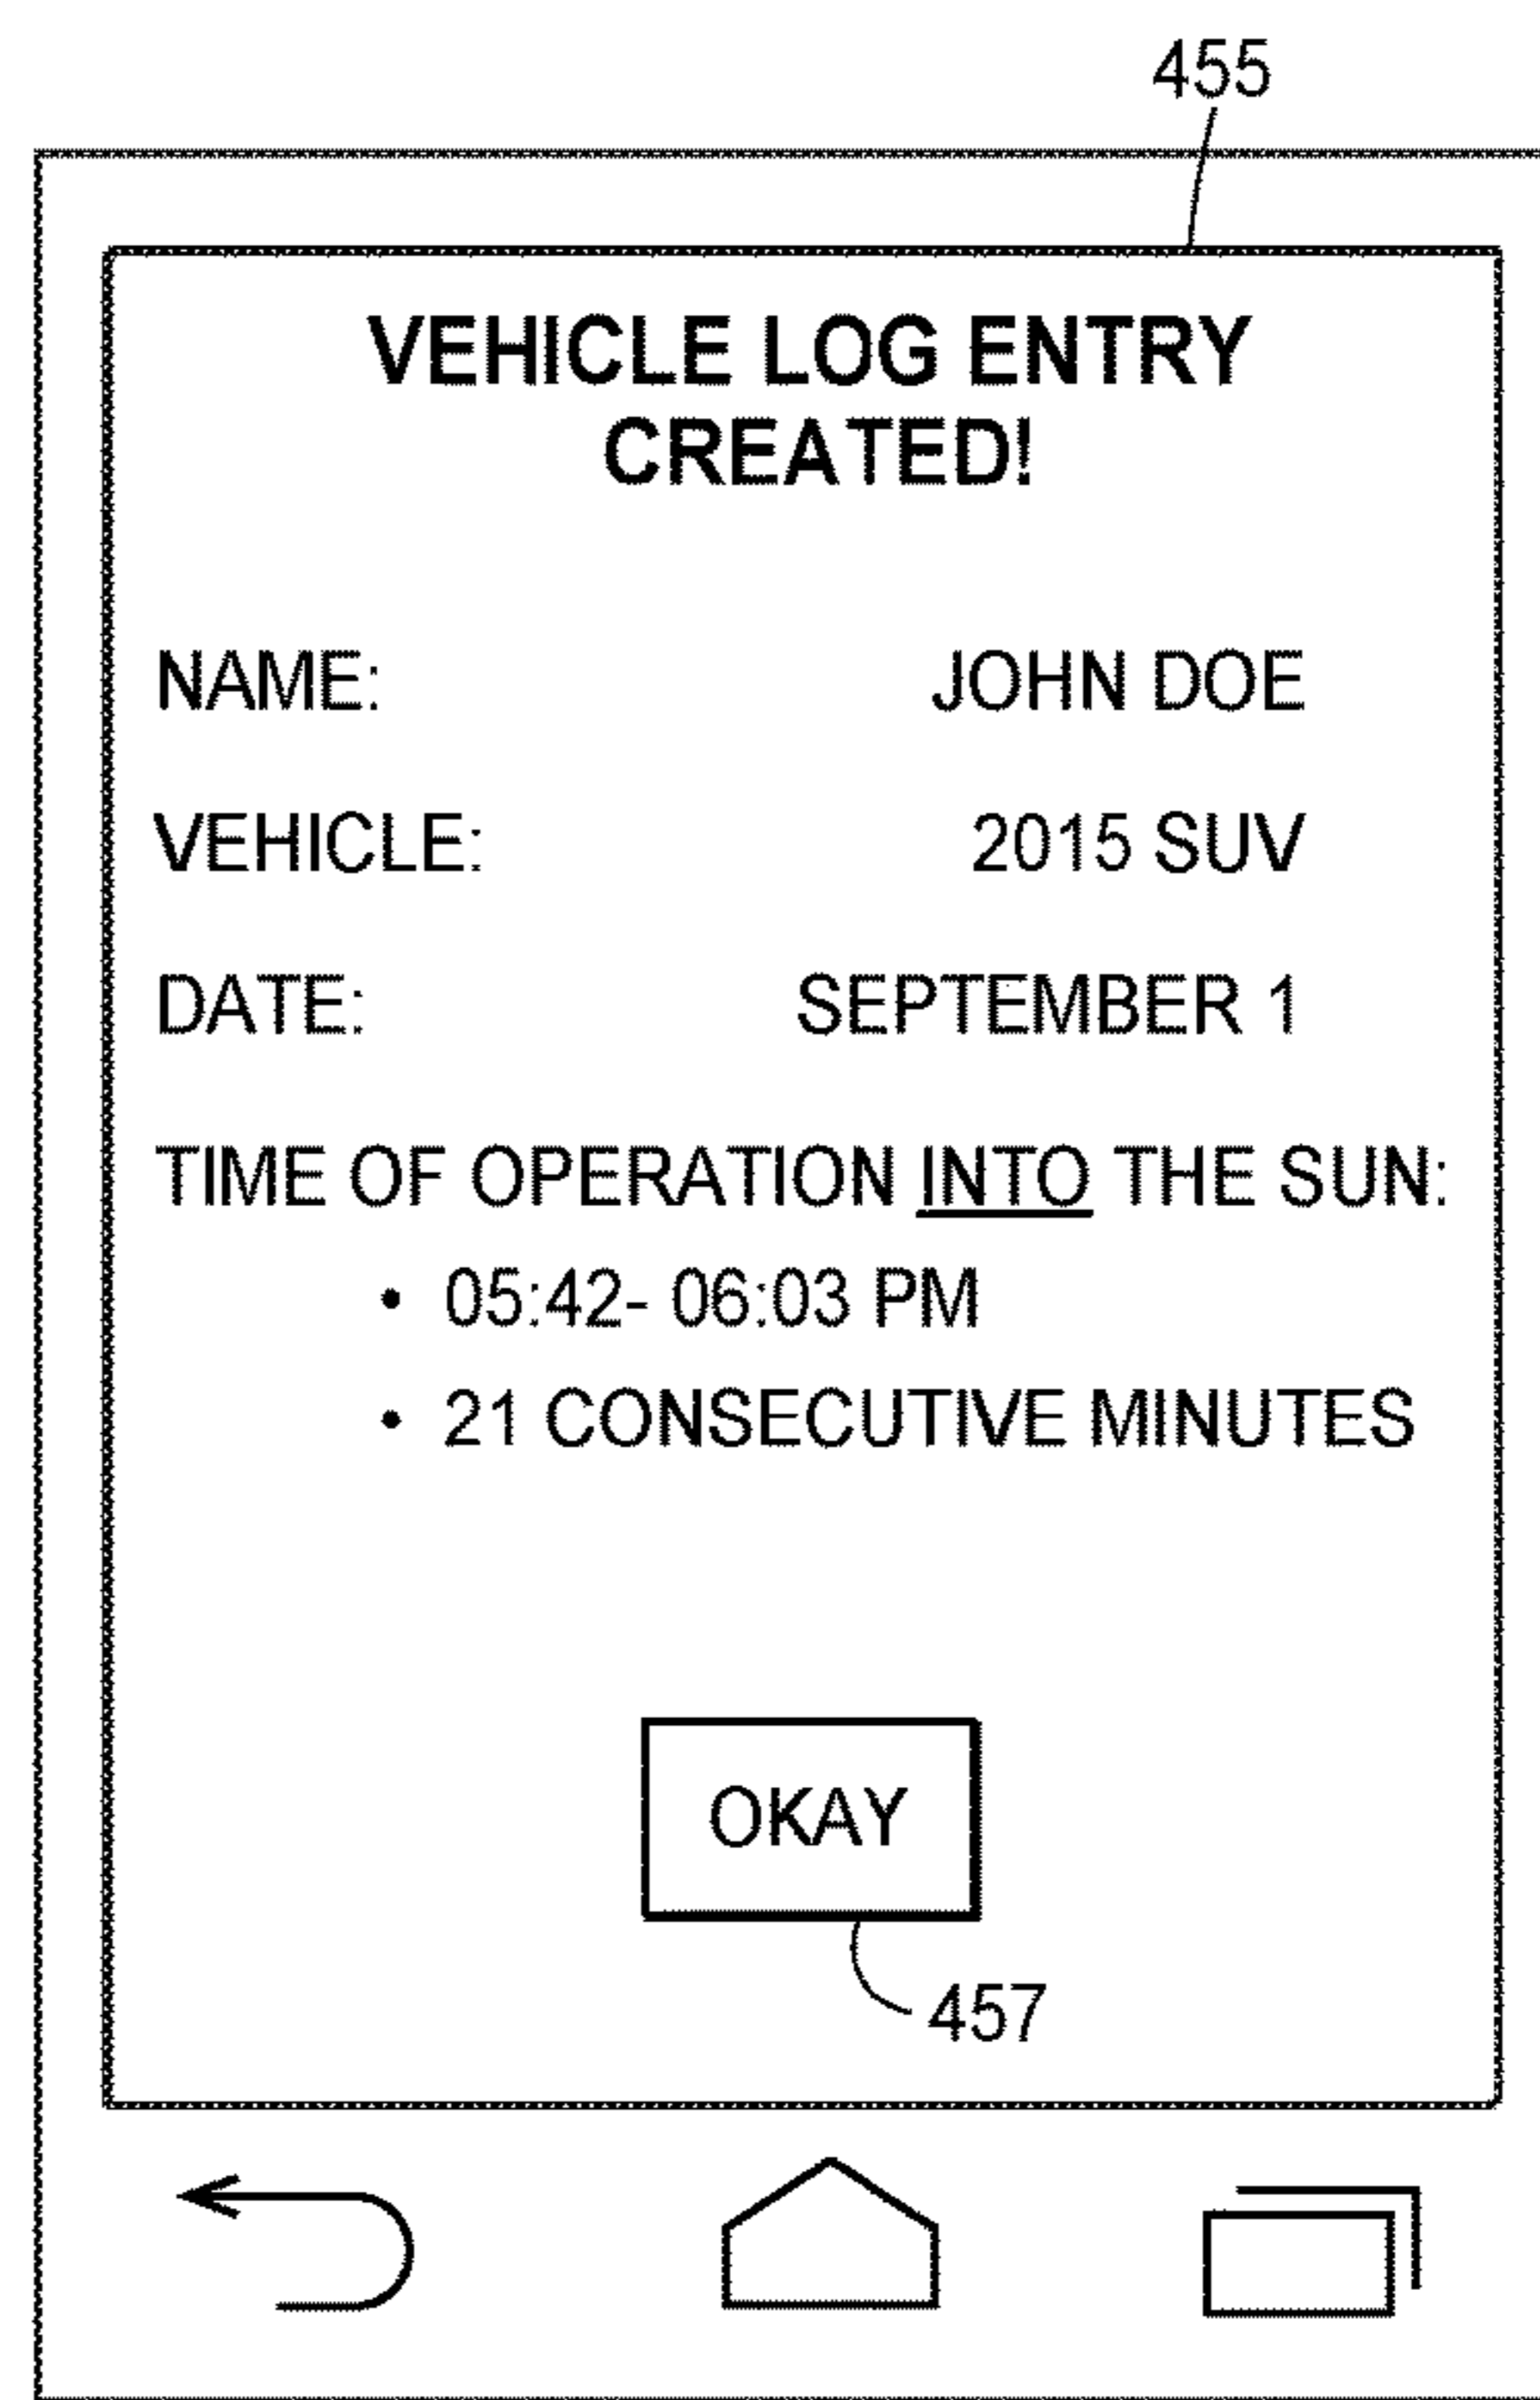 455
VEHICLE LOG ENTRY
CREATED!
NAME: JOHN DOE
VEHICLE: 2015 SUV
DATE: SEPTEMBER 1
TIME OF OPERATION INTO THE SUN:
• 05:42- 06:03 PM
• 21 CONSECUTIVE MINUTES
OKAY
457